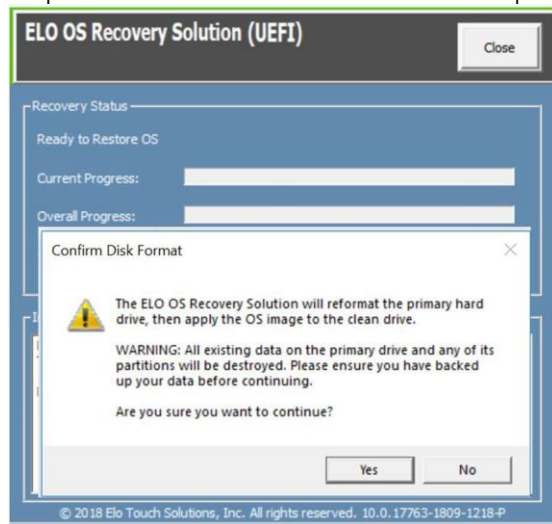 ELO OS Recovery Solution (UEFI)
Close
Recovery Status
Ready to Restore OS
Current Progress:
Overall Progress:
Confirm Disk Format
The ELO OS Recovery Solution will reformat the primary hard
drive, then apply the OS image to the clean drive.
WARNING: All existing data on the primary drive and any of its
partitions will be destroyed. Please ensure you have backed
up your data before continuing.
Are you sure you want to continue?
Yes
No
© 2018 Elo Touch Solutions, Inc. All rights reserved. 10.0.17763-1809-1218-P